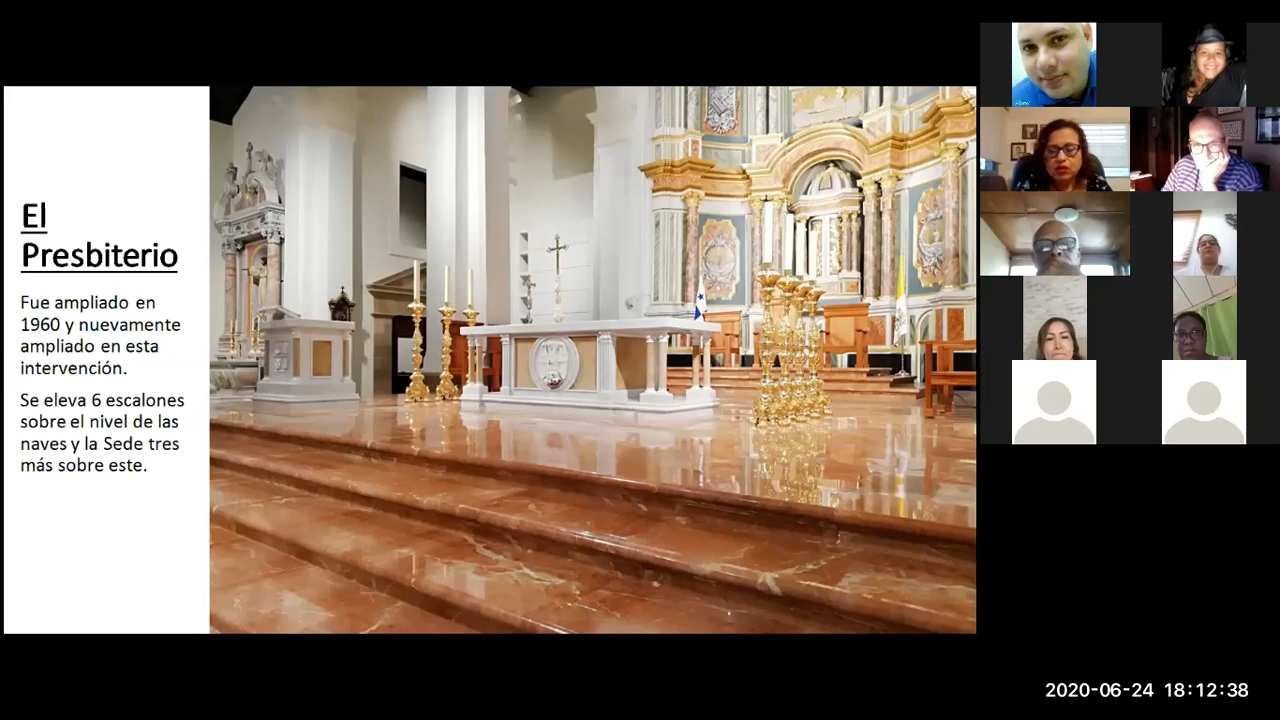 El
Presbiterio
Fue ampliado en
1960 y nuevamente
ampliado en esta
intervención.
Se eleva 6 escalones
sobre el nivel de las
naves y la Sede tres
más sobre este.
2020-06-24 18:12:38